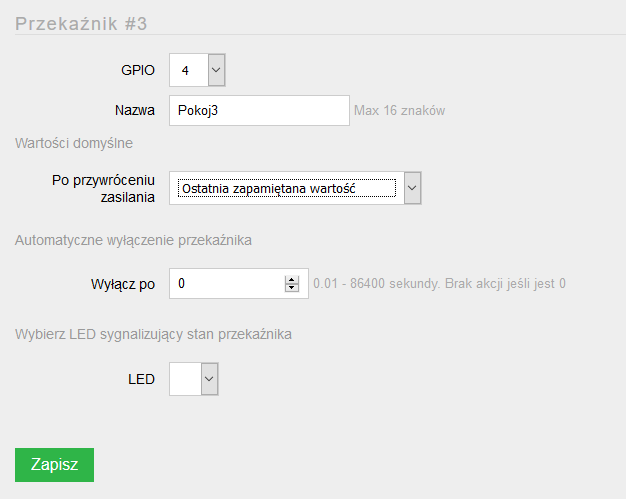 Przekaźnik #3
GPIO 4
Nazwa Pokoj3 Max 16 znaków
Wartości domyślne
Po przywróceniu zasilania Ostatnia zapamiętana wartość
Automatyczne wyłączenie przekaźnika
Wyłącz po 0 0.01 - 86400 sekundy. Brak akcji jeśli jest 0
Wybierz LED sygnalizujący stan przekaźnika
LED
Zapisz